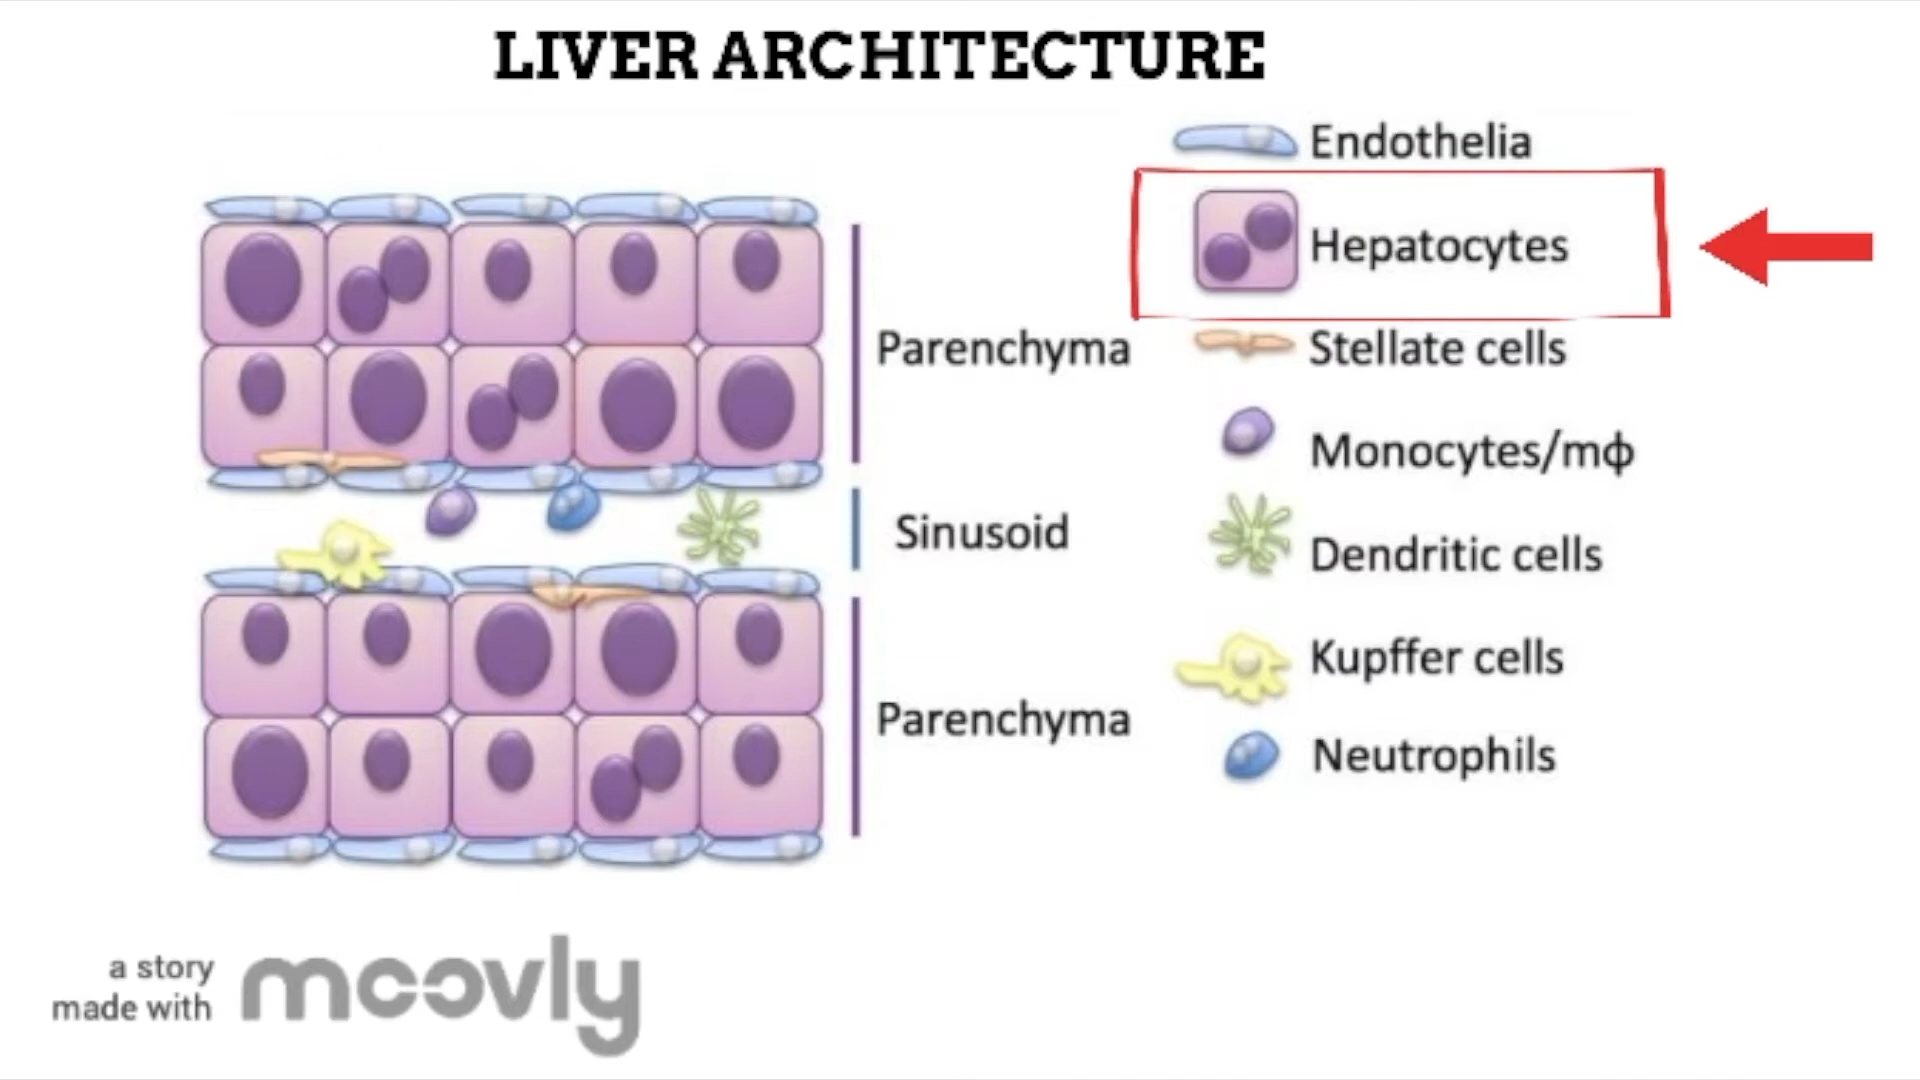 LIVER ARCHITECTURE
Endothelia
Hepatocytes
Parenchyma
Stellate cells
Monocytes/mϕ
Sinusoid
Dendritic cells
Kupffer cells
Parenchyma
Neutrophils
a story
made with
moovly